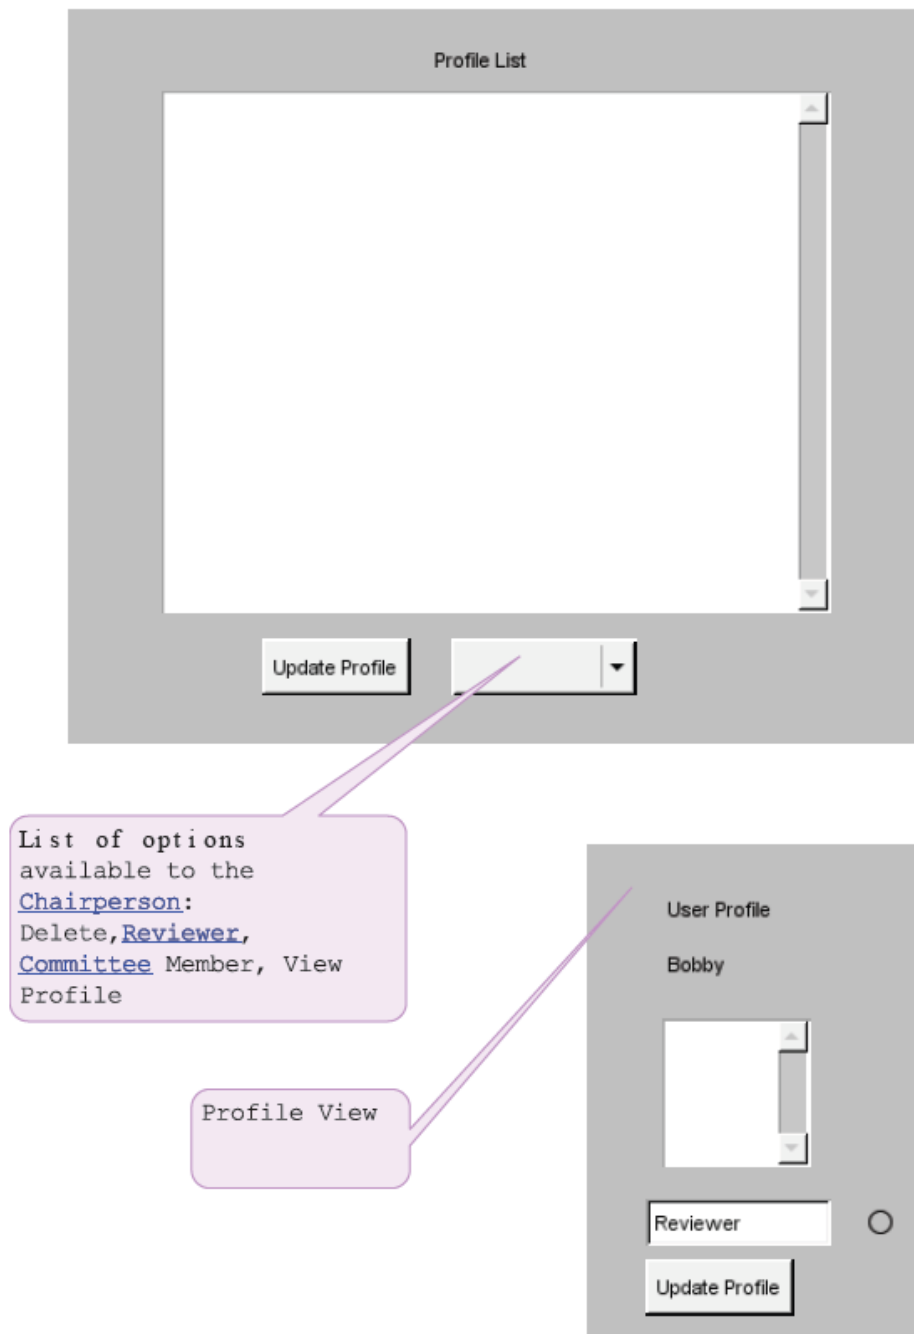 Profile List
Update Profile
List of options
available to the
Chairperson:
Delete,Reviewer,
Committee Member, View
Profile
User Profile
Bobby
Profile View
Reviewer
Update Profile